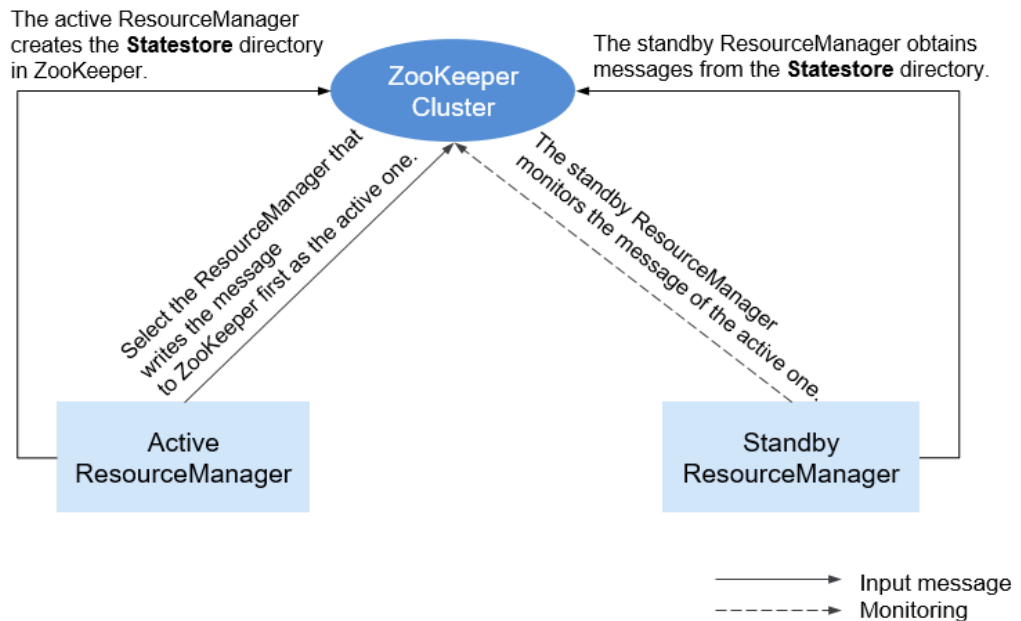 The active ResourceManager
creates the Statestore directory
in ZooKeeper.
The standby ResourceManager obtains
messages from the Statestore directory.
ZooKeeper
Cluster
Select the ResourceManager that
writes the message
to ZooKeeper first as the active one.
The standby ResourceManager
monitors the message of the active one.
Active
ResourceManager
Standby
ResourceManager
Input message
Monitoring